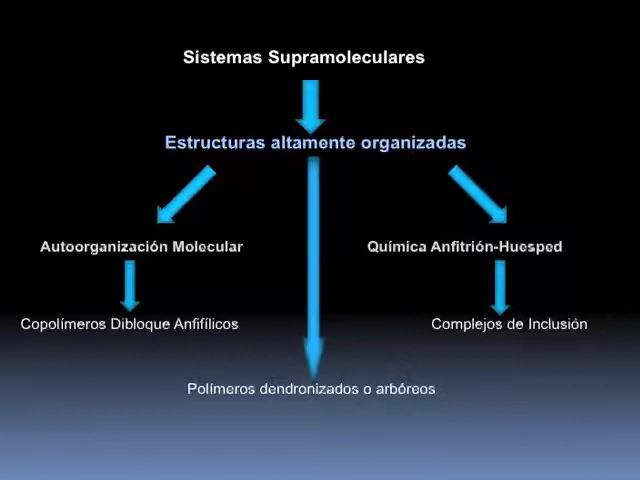 Sistemas Supramoleculares
Estructuras altamente organizadas
Autoorganización Molecular
Química Anfitrión-Huesped
Copolímeros Dibloque Anfifílicos
Complejos de Inclusión
Polímeros dendronizados o arbóreos